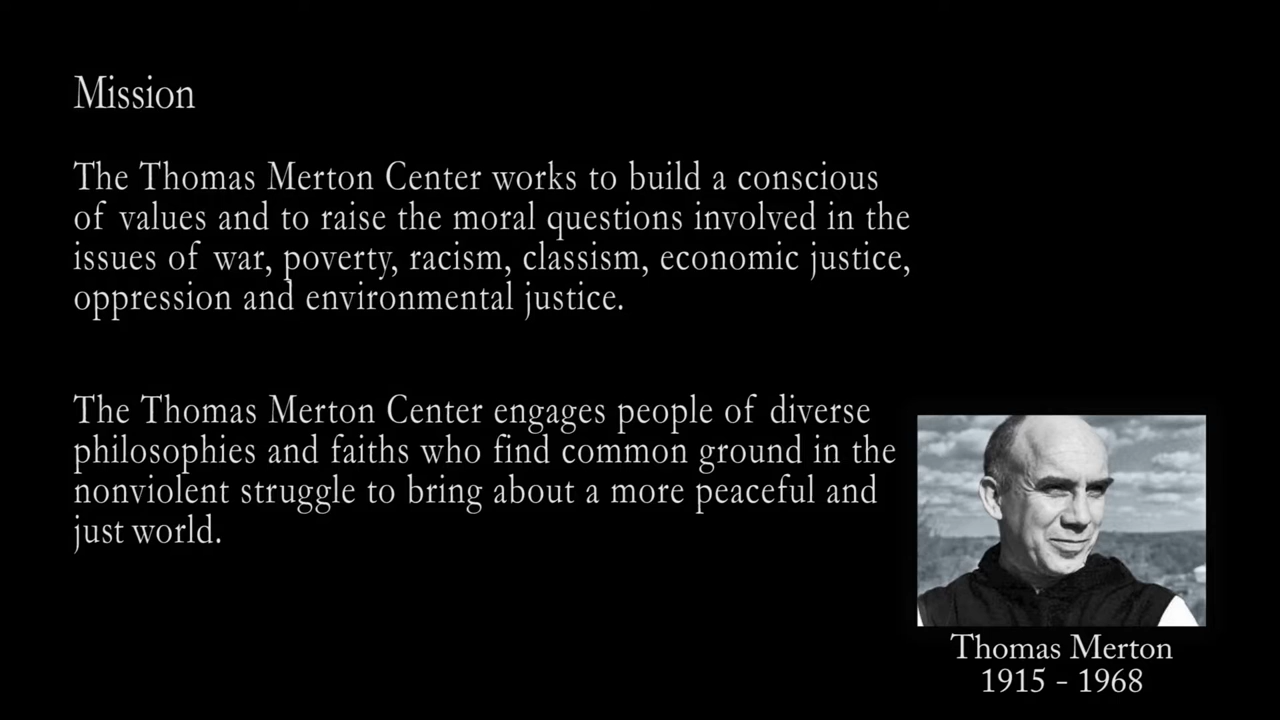 Mission
The Thomas Merton Center works to build a conscious
of values and to raise the moral questions involved in the
issues of war, poverty, racism, classism, economic justice,
oppression and environmental justice.
The Thomas Merton Center engages people of diverse
philosophies and faiths who find common ground in the
nonviolent struggle to bring about a more peaceful and
just world.
Thomas Merton
1915 - 1968